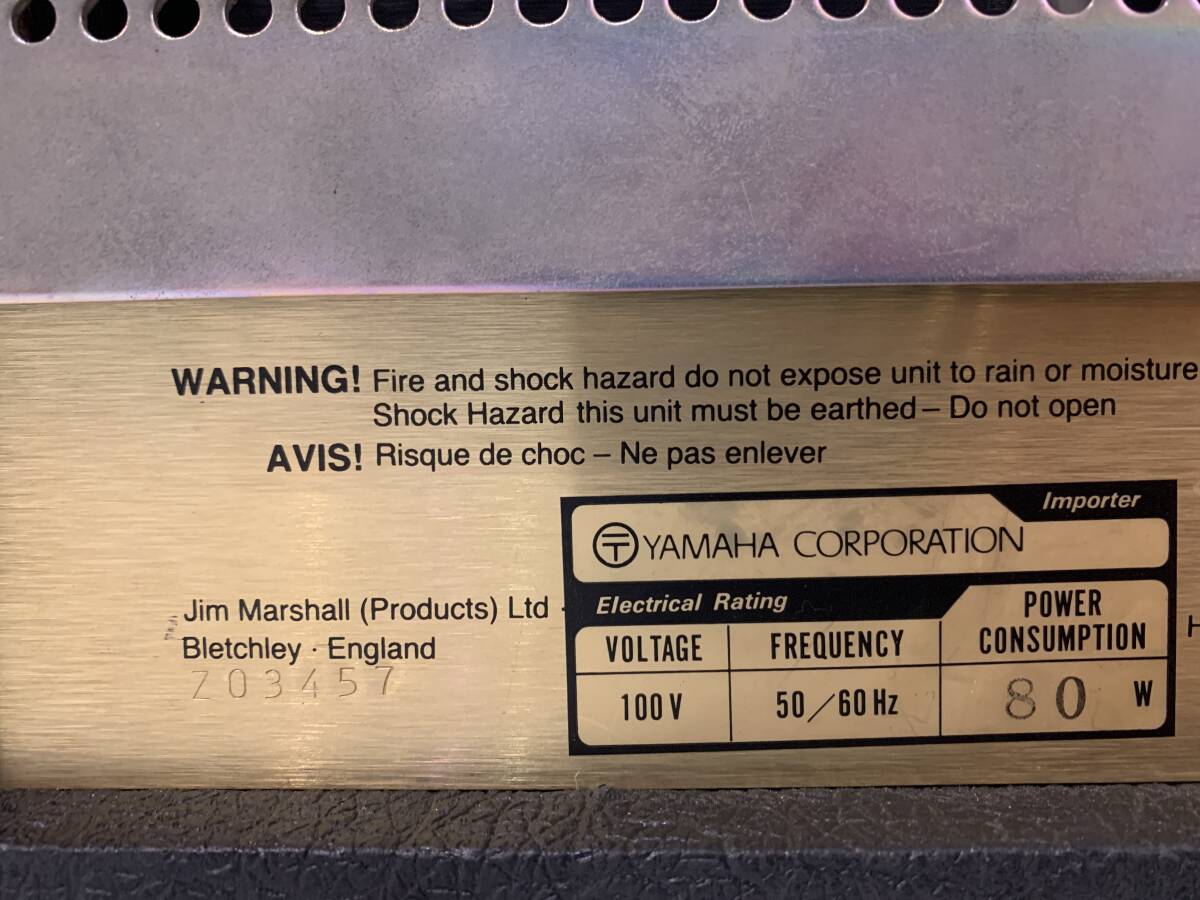 WARNING! Fire and shock hazard do not expose unit to rain or moisture
Shock Hazard this unit must be earthed – Do not open
AVIS! Risque de choc – Ne pas enlever
Importer
YAMAHA CORPORATION
Jim Marshall (Products) Ltd
Bletchley · England
Z03457
Electrical Rating
VOLTAGE FREQUENCY POWER CONSUMPTION
100V 50/60Hz 80 W
H